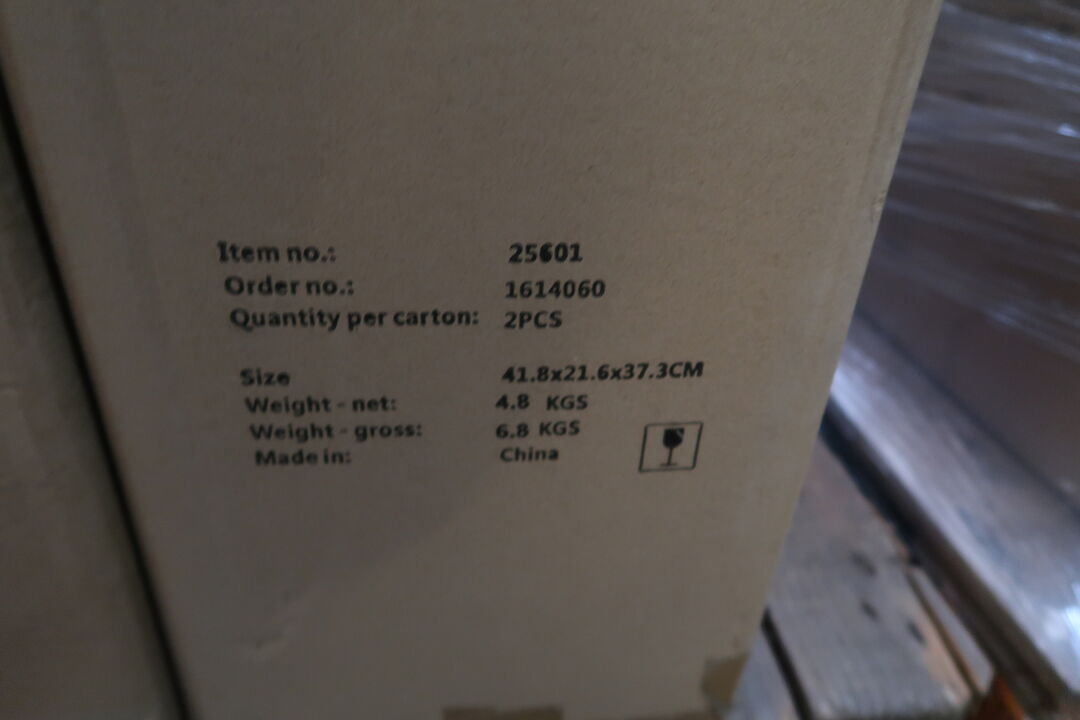 Item no.: 25601
Order no.: 1614060
Quantity per carton: 2PCS
Size 41.8x21.6x37.3CM
Weight - net: 4.8 KGS
Weight - gross: 6.8 KGS
Made in: China